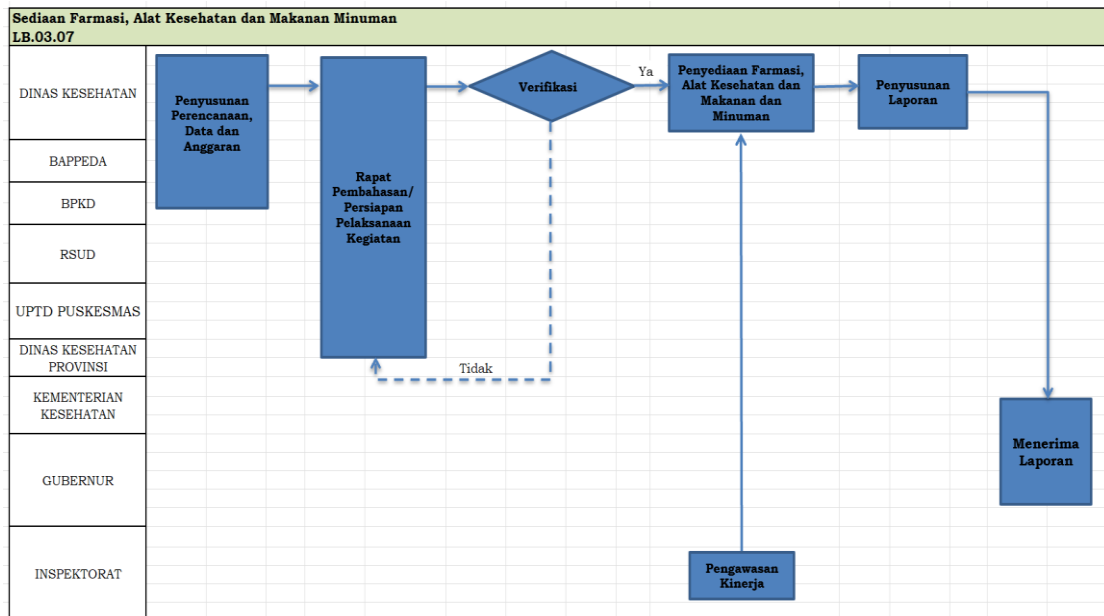 Sediaan Farmasi, Alat Kesehatan dan Makanan Minuman
LB.03.07
DINAS KESEHATAN
Penyusunan
Perencanaan,
Data dan
Anggaran
Rapat
Pembahasan/
Persiapan
Pelaksanaan
Kegiatan
Verifikasi
Ya
Penyediaan Farmasi,
Alat Kesehatan dan
Makanan dan
Minuman
Penyusunan
Laporan
BAPPEDA
BPKD
RSUD
UPTD PUSKESMAS
DINAS KESEHATAN
PROVINSI
Tidak
KEMENTERIAN
KESEHATAN
Menerima
Laporan
GUBERNUR
INSPEKTORAT
Pengawasan
Kinerja